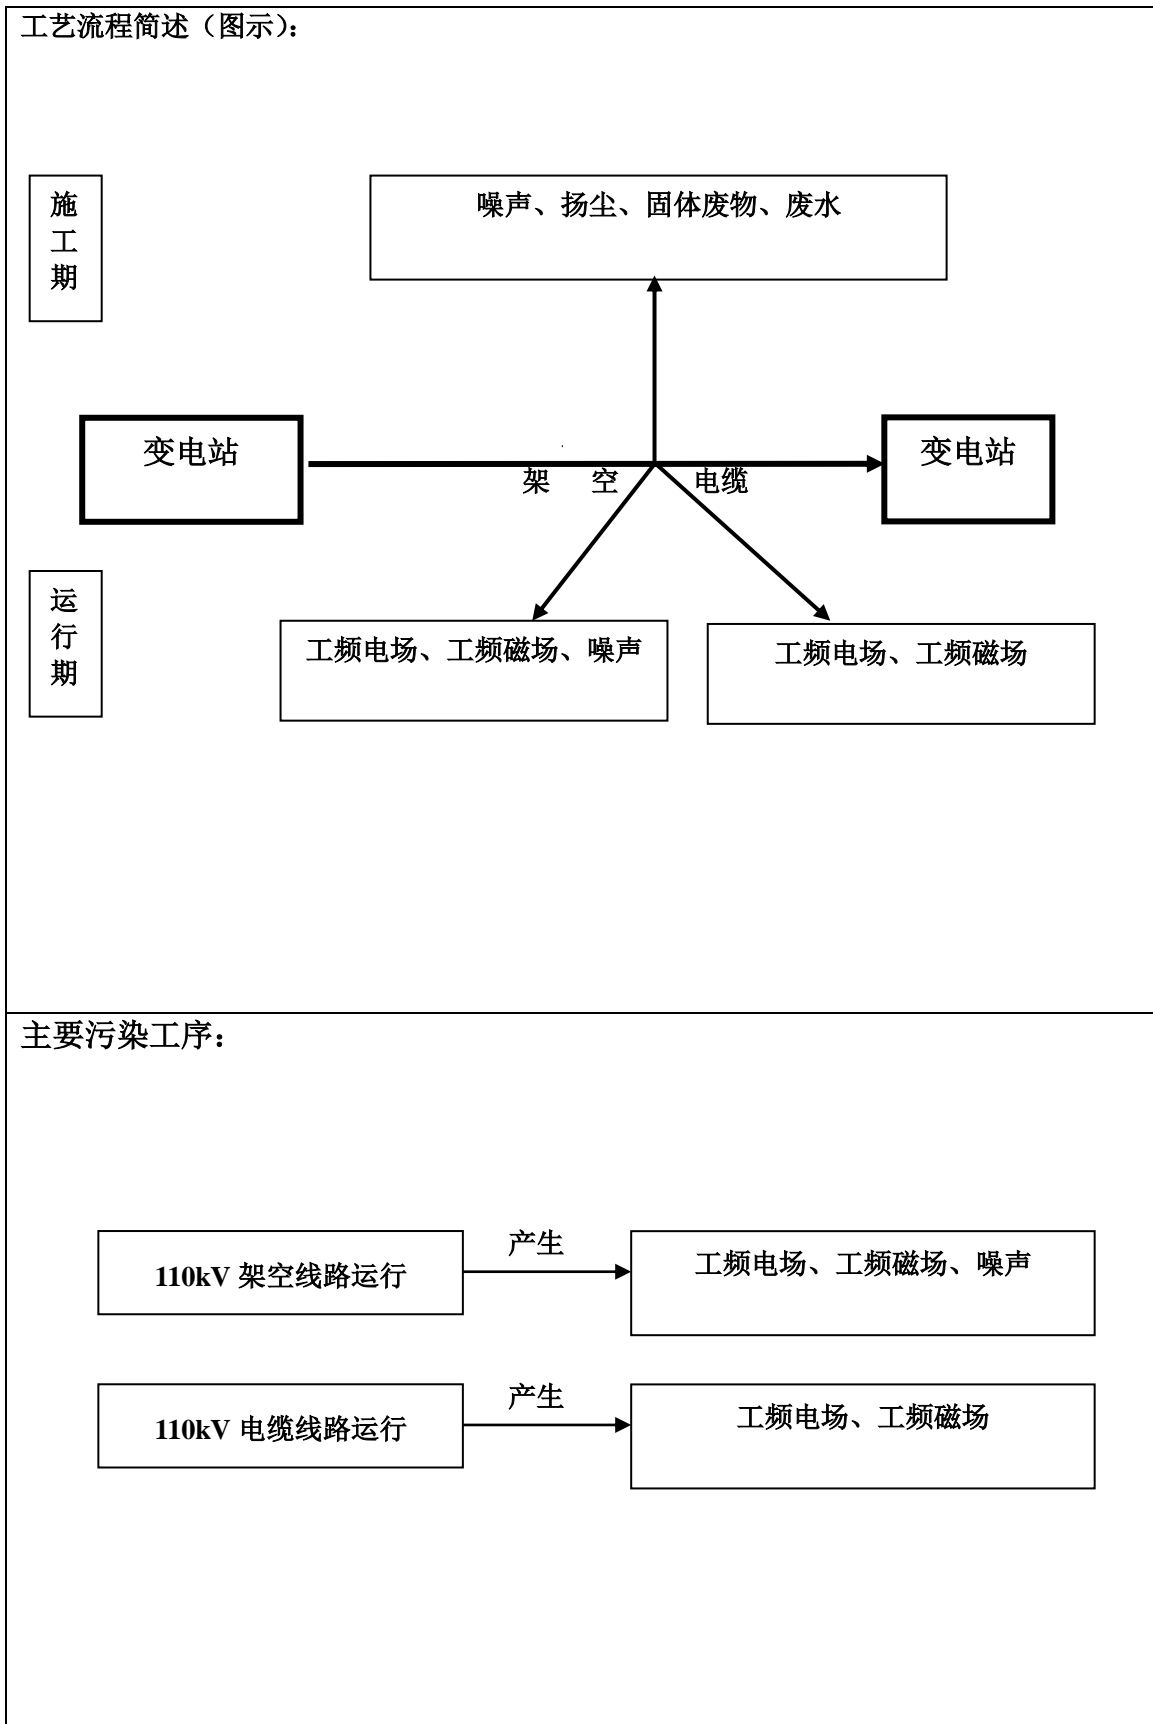 工艺流程简述（图示）：
施
工
期
噪声、扬尘、固体废物、废水
变电站
架 空
电缆
变电站
运
行
期
工频电场、工频磁场、噪声
工频电场、工频磁场
主要污染工序：
110kV 架空线路运行
产生
工频电场、工频磁场、噪声
110kV 电缆线路运行
产生
工频电场、工频磁场